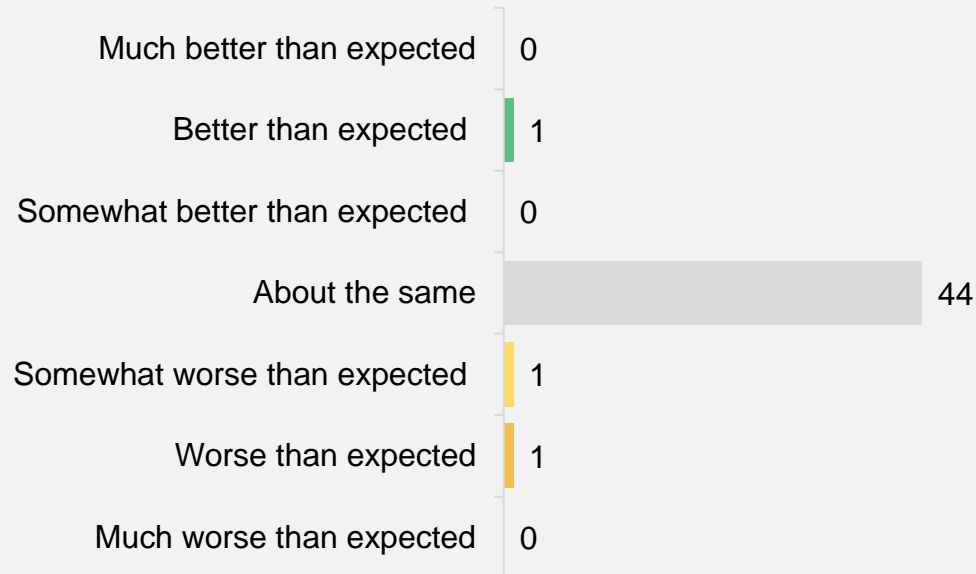 Much better than expected 0
Better than expected 1
Somewhat better than expected 0
About the same 44
Somewhat worse than expected 1
Worse than expected 1
Much worse than expected 0